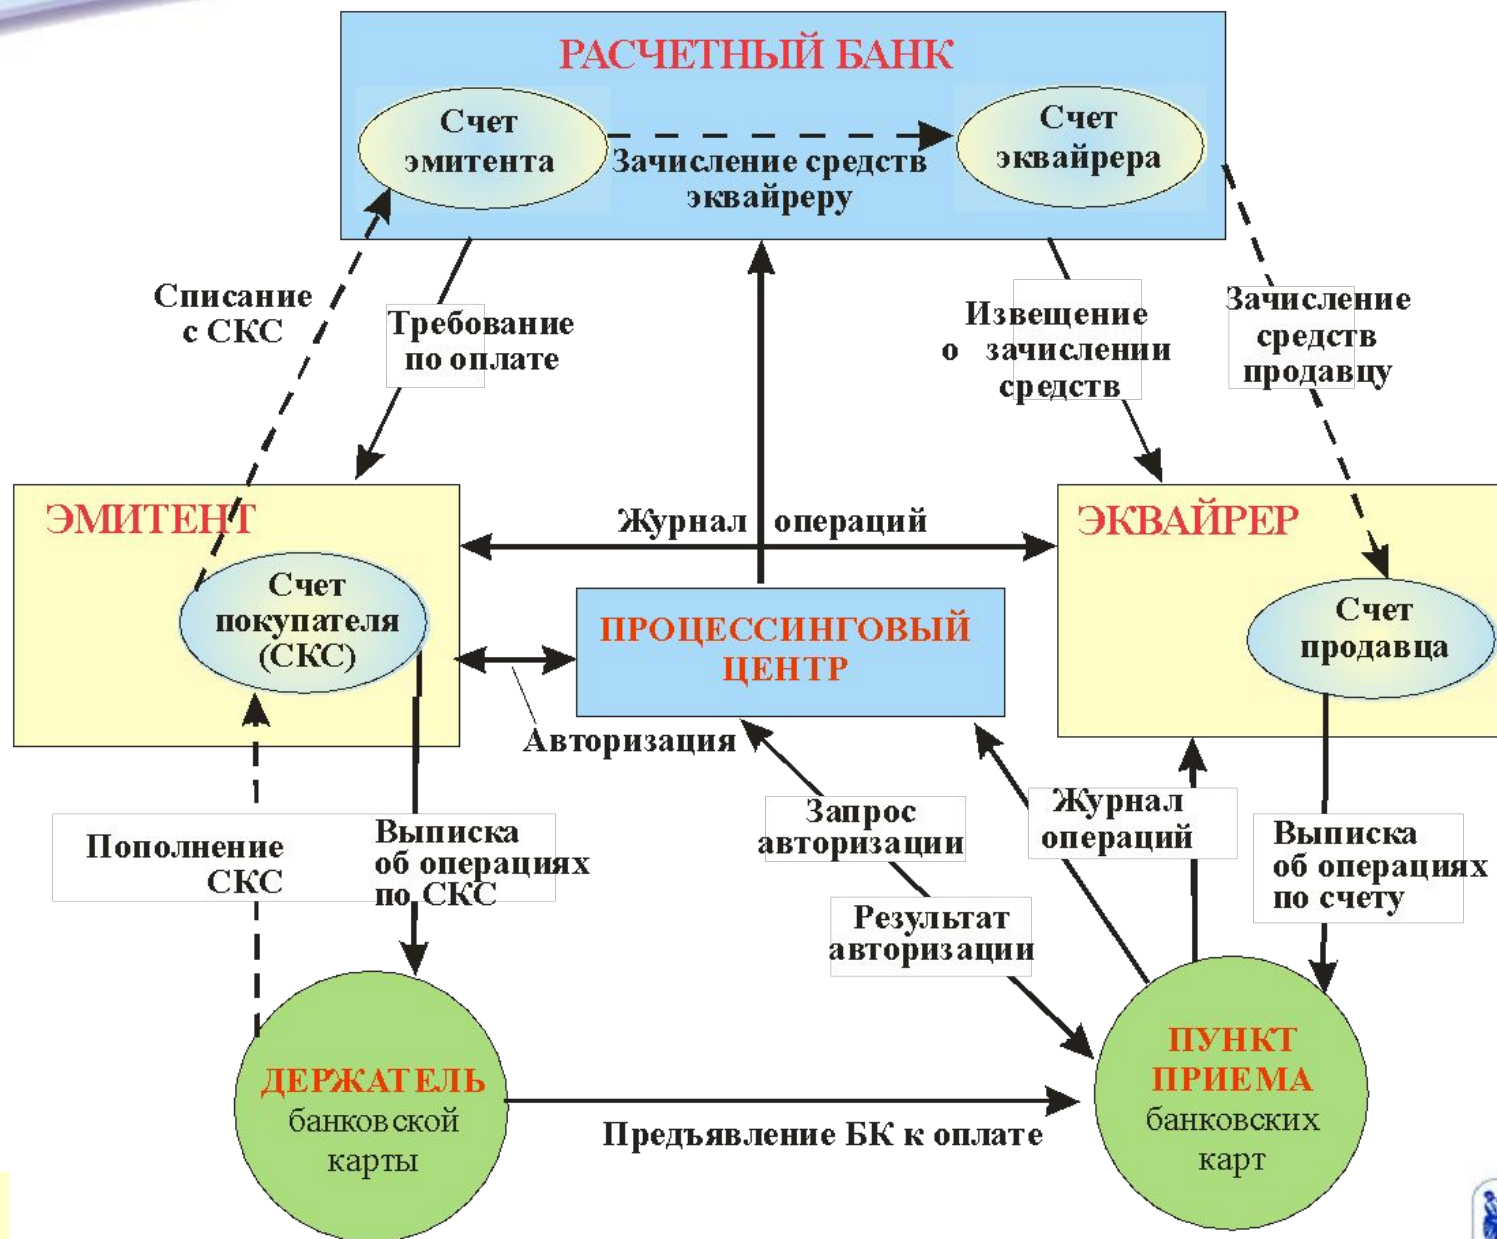 РАСЧЕТНЫЙ БАНК
Счет
эмитента
Зачисление средств
эквайреру
Счет
эквайрера
Списание
с СКС
Требование
по оплате
Извещение
о зачислении
средств
Зачисление
средств
продавцу
ЭМИТЕНТ
Счет
покупателя
(СКС)
Журнал операций
ЭКВАЙРЕР
Счет
продавца
ПРОЦЕССИНГОВЫЙ
ЦЕНТР
Авторизация
Пополнение
СКС
Выписка
об операциях
по СКС
Запрос
авторизации
Результат
авторизации
Журнал
операций
Выписка
об операциях
по счету
ДЕРЖАТЕЛЬ
банковской
карты
Предъявление БК к оплате
ПУНКТ
ПРИЕМА
банковских
карт